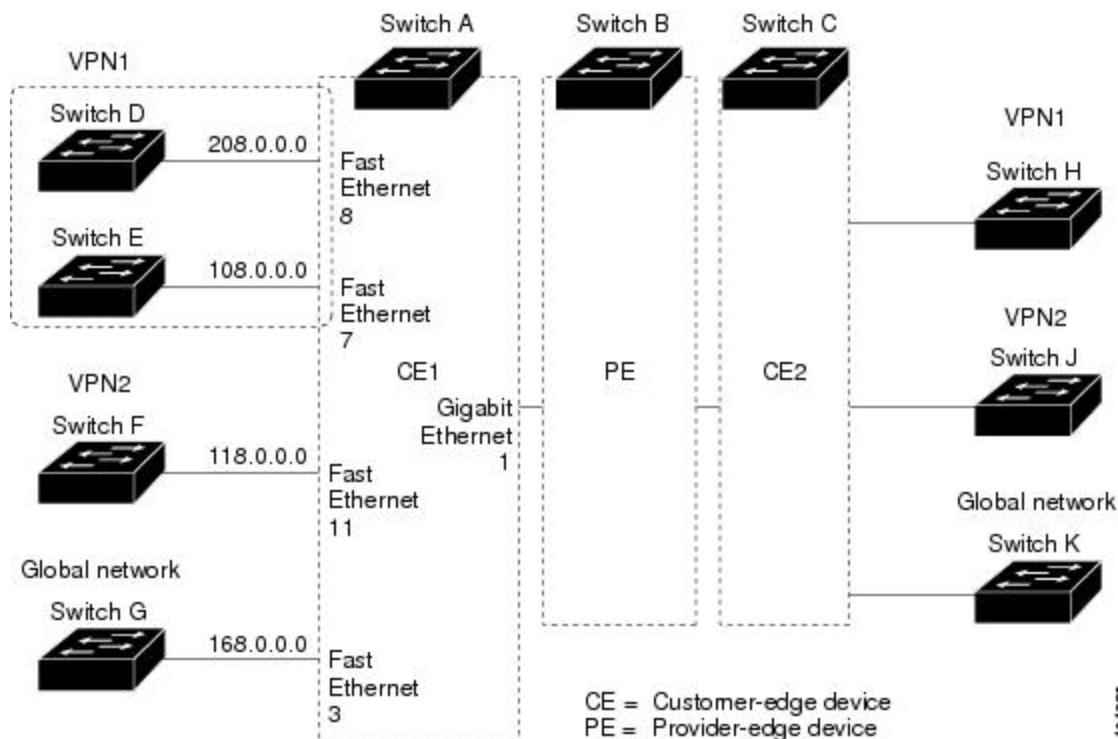 Switch A
Switch B
Switch C
VPN1
Switch D
208.0.0.0
Fast
Ethernet
8
Switch E
108.0.0.0
Fast
Ethernet
7
VPN2
Switch F
118.0.0.0
Fast
Ethernet
11
Global network
Switch G
168.0.0.0
Fast
Ethernet
3
CE1
Gigabit
Ethernet
1
PE
CE2
VPN1
Switch H
VPN2
Switch J
Global network
Switch K
CE = Customer-edge device
PE = Provider-edge device